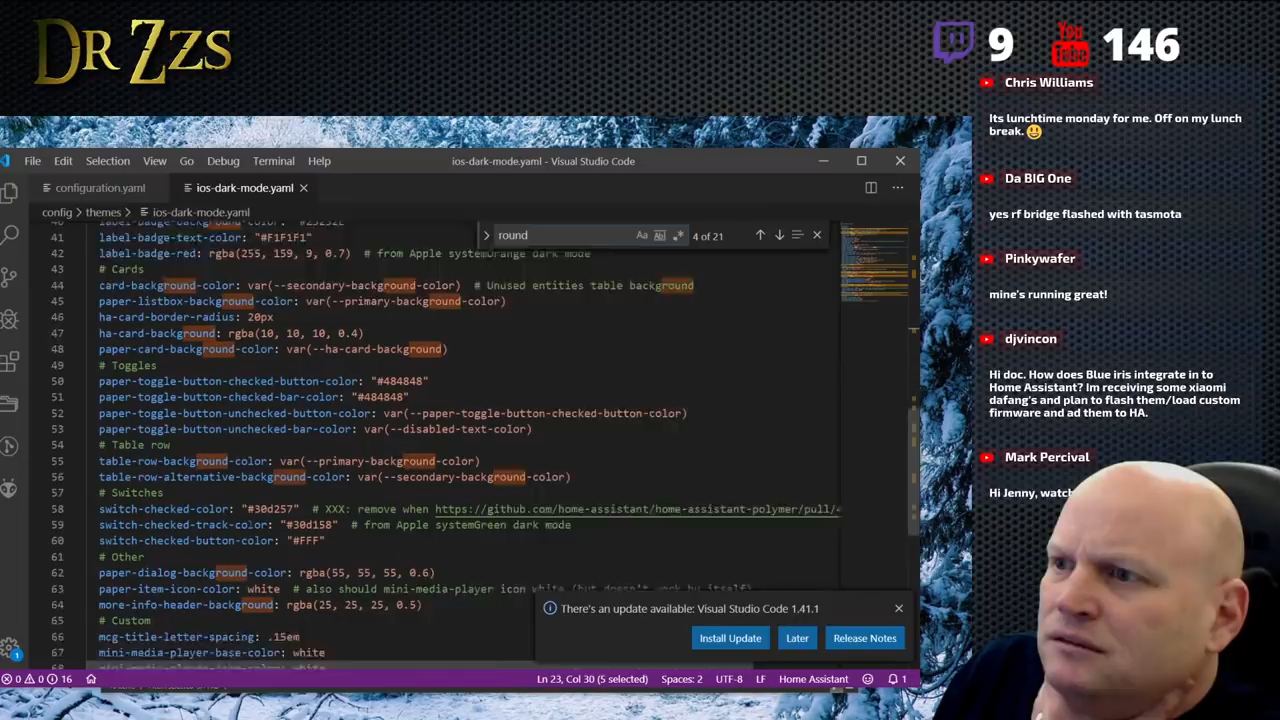 DR ZZS
9
You Tube 146
Chris Williams
Its lunchtime monday for me. Off on my lunch
break. 😃
Da BIG One
yes rf bridge flashed with tasmota
Pinkywafer
mine's running great!
djvincon
Hi doc. How does Blue iris integrate in to
Home Assistant? Im receiving some xiaomi
dafang's and plan to flash them/load custom
firmware and ad them to HA.
Mark Percival
Hi Jenny, watc
File Edit Selection View Go Debug Terminal Help
ios-dark-mode.yaml - Visual Studio Code
configuration.yaml
ios-dark-mode.yaml
config > themes > ios-dark-mode.yaml
round
4 of 21
41 label-badge-text-color: "#F1F1F1"
42 label-badge-red: rgba(255, 159, 9, 0.7) # from Apple systemOrange dark mode
43 # Cards
44 card-background-color: var(--secondary-background-color) # Unused entities table background
45 paper-listbox-background-color: var(--primary-background-color)
46 ha-card-border-radius: 20px
47 ha-card-background: rgba(10, 10, 10, 0.4)
48 paper-card-background-color: var(--ha-card-background)
49 # Toggles
50 paper-toggle-button-checked-button-color: "#484848"
51 paper-toggle-button-checked-bar-color: "#484848"
52 paper-toggle-button-unchecked-button-color: var(--paper-toggle-button-checked-button-color)
53 paper-toggle-button-unchecked-bar-color: var(--disabled-text-color)
54 # Table row
55 table-row-background-color: var(--primary-background-color)
56 table-row-alternative-background-color: var(--secondary-background-color)
57 # Switches
58 switch-checked-color: "#30d257" # XXX: remove when https://github.com/home-assistant/home-assistant-polymer/pull/
59 switch-checked-track-color: "#30d158" # from Apple systemGreen dark mode
60 switch-checked-button-color: "#FFF"
61 # Other
62 paper-dialog-background-color: rgba(55, 55, 55, 0.6)
63 paper-item-icon-color: white # also should mini-media-player icon white (but doesn't work by itself)
64 more-info-header-background: rgba(25, 25, 25, 0.5)
65 # Custom
66 mcg-title-letter-spacing: .15em
67 mini-media-player-base-color: white
There's an update available: Visual Studio Code 1.41.1
Install Update Later Release Notes
0 0 16
Ln 23, Col 30 (5 selected) Spaces: 2 UTF-8 LF Home Assistant 1